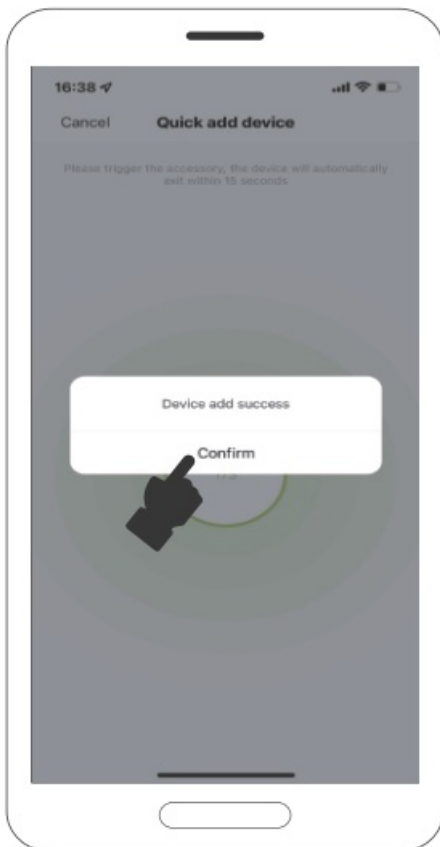 16:38
Cancel Quick add device
Please trigger the accessory, the device will automatically
exit within 15 seconds
Device add success
Confirm